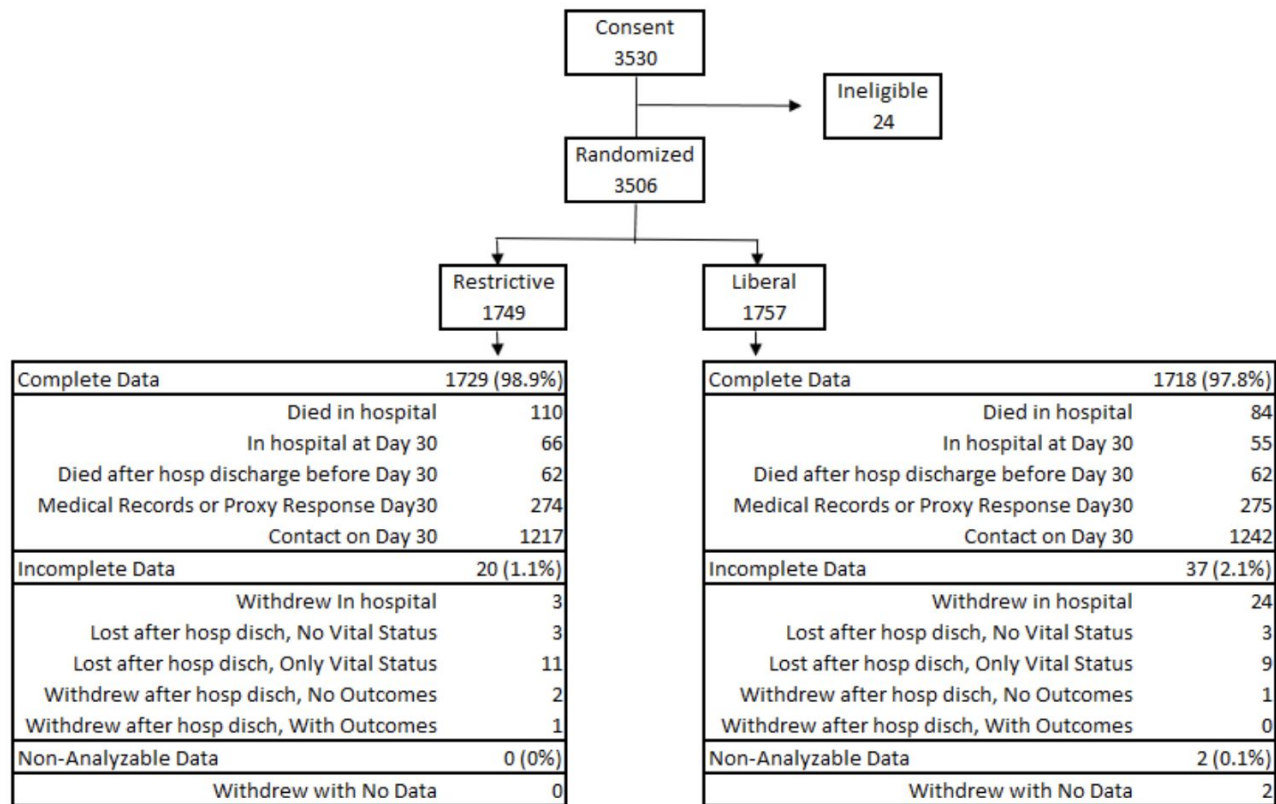 Consent
3530
Ineligible
24
Randomized
3506
Restrictive
1749
Liberal
1757
Complete Data 1729 (98.9%)
Died in hospital 110
In hospital at Day 30 66
Died after hosp discharge before Day 30 62
Medical Records or Proxy Response Day30 274
Contact on Day 30 1217
Incomplete Data 20 (1.1%)
Withdrew In hospital 3
Lost after hosp disch, No Vital Status 3
Lost after hosp disch, Only Vital Status 11
Withdrew after hosp disch, No Outcomes 2
Withdrew after hosp disch, With Outcomes 1
Non-Analyzable Data 0 (0%)
Withdrew with No Data 0
Complete Data 1718 (97.8%)
Died in hospital 84
In hospital at Day 30 55
Died after hosp discharge before Day 30 62
Medical Records or Proxy Response Day30 275
Contact on Day 30 1242
Incomplete Data 37 (2.1%)
Withdrew in hospital 24
Lost after hosp disch, No Vital Status 3
Lost after hosp disch, Only Vital Status 9
Withdrew after hosp disch, No Outcomes 1
Withdrew after hosp disch, With Outcomes 0
Non-Analyzable Data 2 (0.1%)
Withdrew with No Data 2